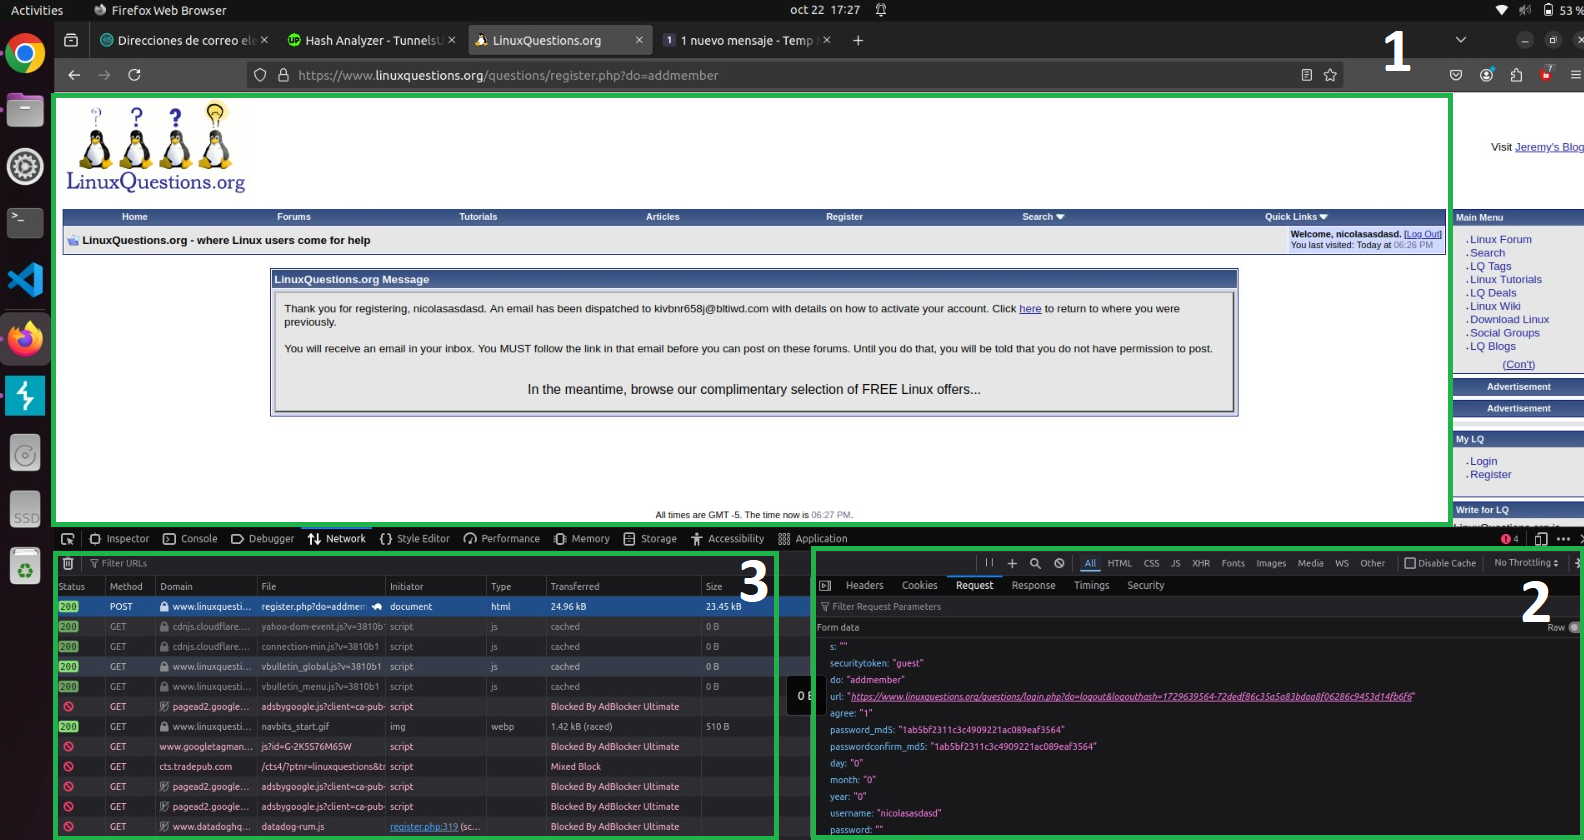 Activities
Firefox Web Browser
oct 22 17:27
53 %
Direcciones de correo ele
Hash Analyzer - TunnelsU
LinuxQuestions.org
1 nuevo mensaje - Temp
1
https://www.linuxquestions.org/questions/register.php?do=addmember
7
LinuxQuestions.org
Visit Jeremy's Blog
Home Forums Tutorials Articles Register Search Quick Links
LinuxQuestions.org - where Linux users come for help
Welcome, nicolasasdasd. [Log Out]
You last visited: Today at 06:26 PM
LinuxQuestions.org Message
Thank you for registering, nicolasasdasd. An email has been dispatched to kivbnr658j@bltiwd.com with details on how to activate your account. Click here to return to where you were
previously.
You will receive an email in your inbox. You MUST follow the link in that email before you can post on these forums. Until you do that, you will be told that you do not have permission to post.
In the meantime, browse our complimentary selection of FREE Linux offers...
All times are GMT -5. The time now is 06:27 PM.
Main Menu
Linux Forum
Search
LQ Tags
Linux Tutorials
LQ Deals
Linux Wiki
Download Linux
Social Groups
LQ Blogs
(Con't)
Advertisement
Advertisement
My LQ
Login
Register
Write for LQ
SSD
Inspector Console Debugger Network Style Editor Performance Memory Storage Accessibility Application
4
Filter URLs
3
Status Method Domain File Initiator Type Transferred Size
200 POST www.linuxquesti... register.php?do=addmem document html 24.96 kB 23.45 kB
200 GET cdnjs.cloudflare.... yahoo-dom-event.js?v=3810b1 script js cached 0 B
200 GET cdnjs.cloudflare.... connection-min.js?v=3810b1 script js cached 0 B
200 GET www.linuxquesti... vbulletin_global.js?v=3810b1 script js cached 0 B
200 GET www.linuxquesti... vbulletin_menu.js?v=3810b1 script js cached 0 B
GET pagead2.google... adsbygoogle.js?client=ca-pub- script Blocked By AdBlocker Ultimate
200 GET www.linuxquesti... navbits_start.gif img webp 1.42 kB (raced) 510 B
GET www.googletagman... js?id=G-2K5S76M65W script Blocked By AdBlocker Ultimate
GET cts.tradepub.com /cts4/?ptnr=linuxquestions&t script Mixed Block
GET pagead2.google... adsbygoogle.js?client=ca-pub- script Blocked By AdBlocker Ultimate
GET pagead2.google... adsbygoogle.js?client=ca-pub- script Blocked By AdBlocker Ultimate
GET www.datadoghq... datadog-rum.js register.php:319 (sc... Blocked By AdBlocker Ultimate
0 B
All HTML CSS JS XHR Fonts Images Media WS Other Disable Cache No Throttling
Headers Cookies Request Response Timings Security
Filter Request Parameters
2
Form data
Raw
s: ""
securitytoken: "guest"
do: "addmember"
url: "https://www.linuxquestions.org/questions/login.php?do=logout&logouthash=1729639564-72dedf86c35a5a83bdaa8f06286c9453d14fb6f6"
agree: "1"
password_md5: "1ab5bf2311c3c4909221ac089eaf3564"
passwordconfirm_md5: "1ab5bf2311c3c4909221ac089eaf3564"
day: "0"
month: "0"
year: "0"
username: "nicolasasdasd"
password: ""